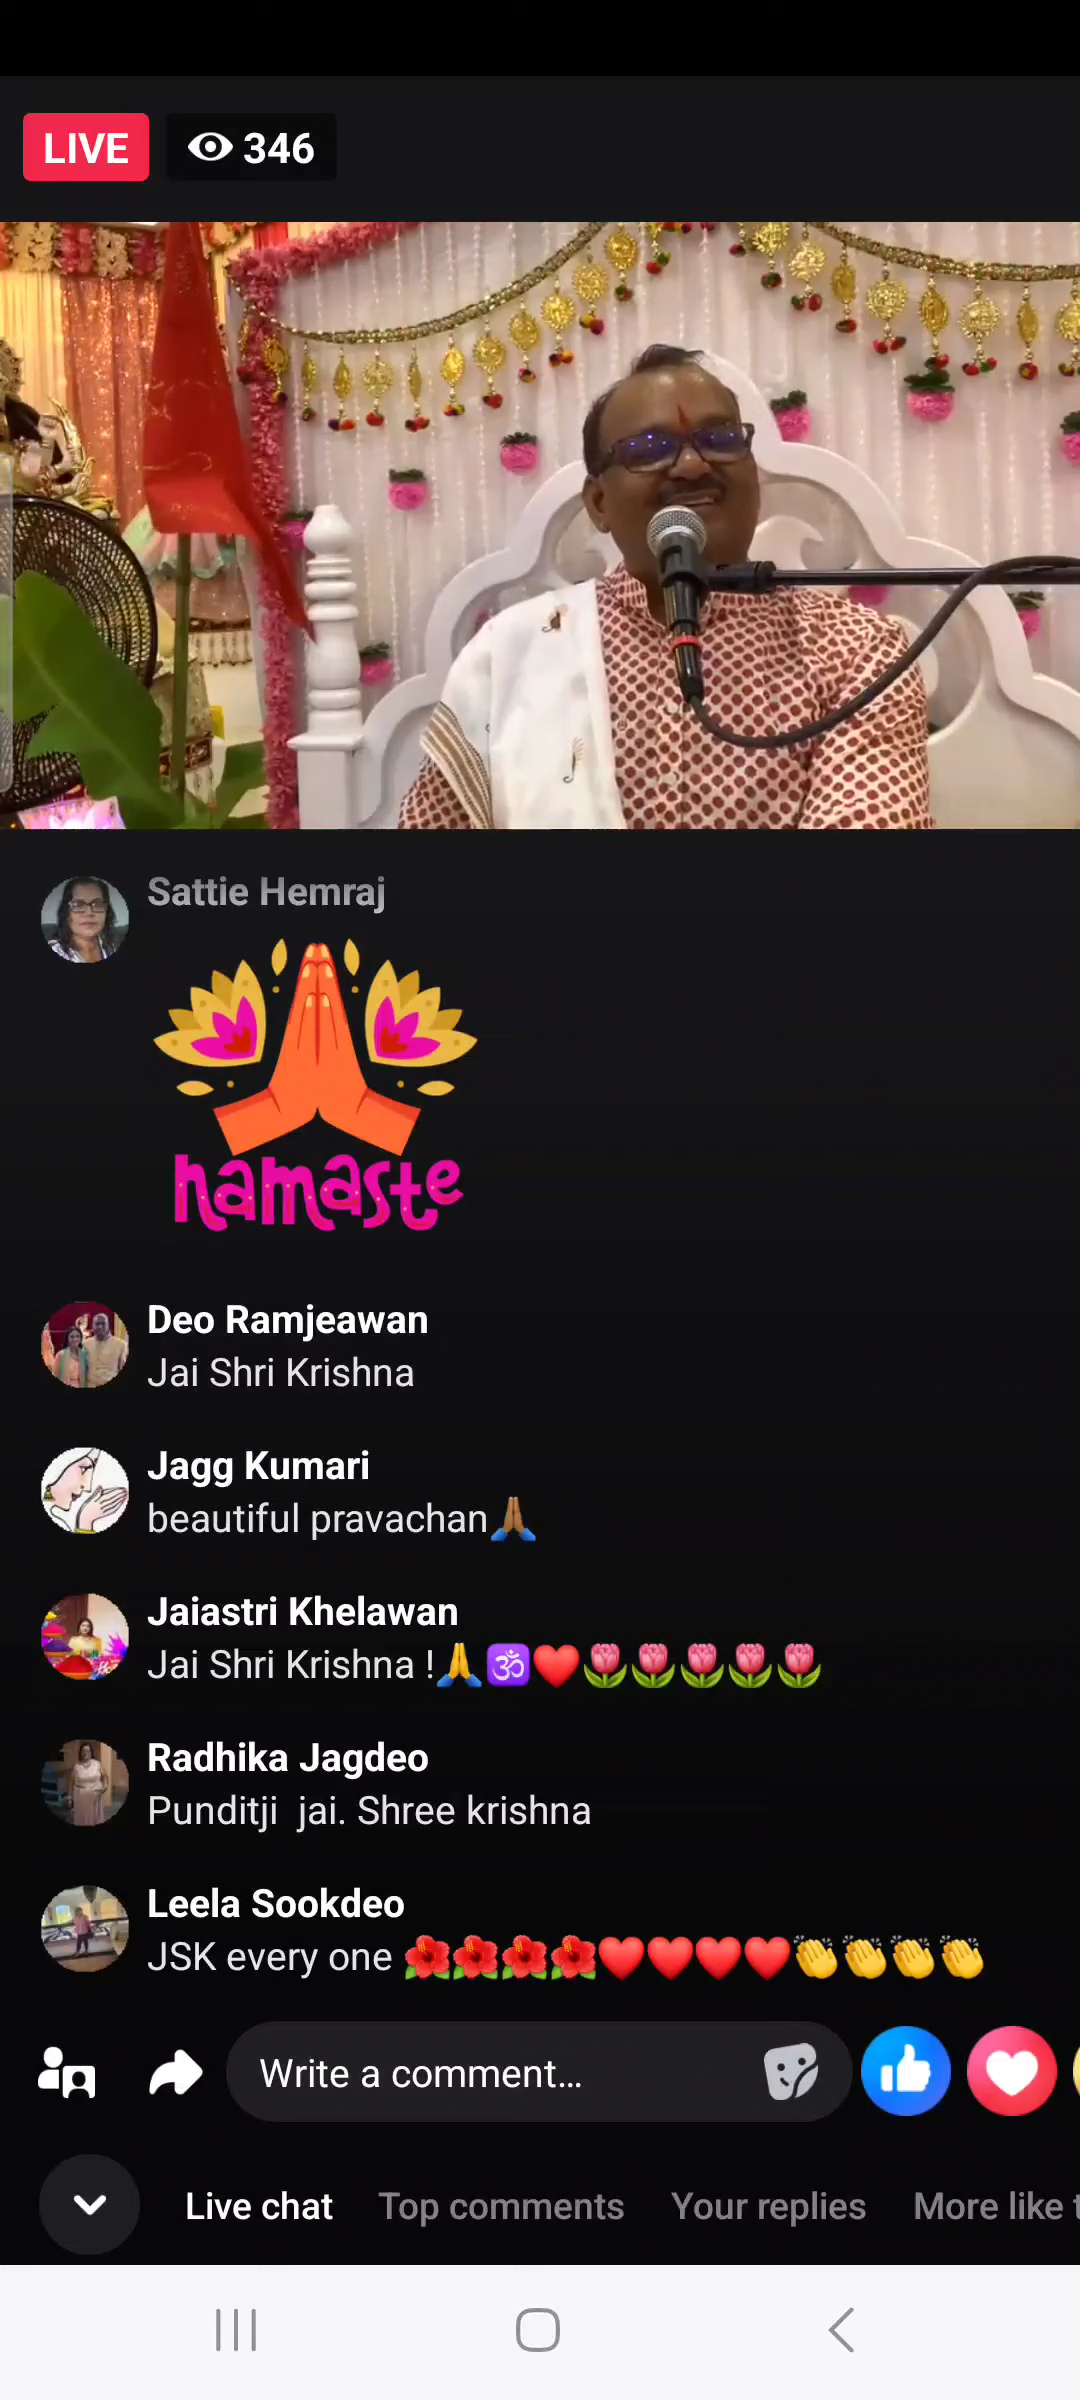 LIVE 346
Sattie Hemraj
namaste
Deo Ramjeawan
Jai Shri Krishna
Jagg Kumari
beautiful pravachan🙏🏾
Jaiastri Khelawan
Jai Shri Krishna !🙏🕉️❤️🌷🌷🌷🌷🌷
Radhika Jagdeo
Punditji  jai. Shree krishna
Leela Sookdeo
JSK every one 🌺🌺🌺🌺❤️❤️❤️❤️👏👏👏👏
Write a comment...
Live chat Top comments Your replies More like t